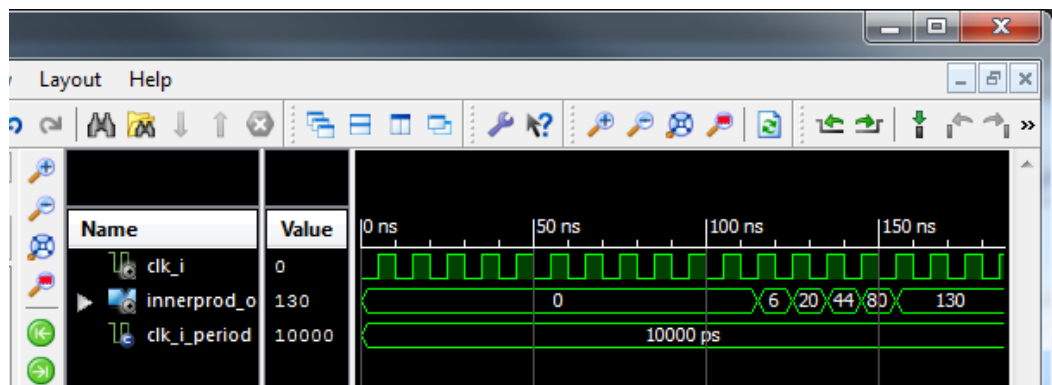 Layout Help
Name Value
0 ns 50 ns 100 ns 150 ns
clk_i 0
innerprod_o 130 0 6 20 44 80 130
clk_i_period 10000 10000 ps